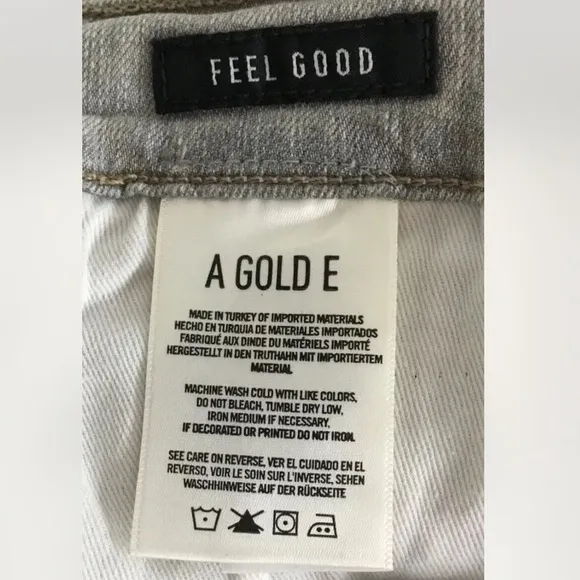 FEEL GOOD
A GOLD E
MADE IN TURKEY OF IMPORTED MATERIALS
HECHO EN TURQUIA DE MATERIALES IMPORTADOS
FABRIQUÉ AUX DINDE DU MATÉRIELS IMPORTÉ
HERGESTELLT IN DEN TRUTHAHN MIT IMPORTIERTEM
MATERIAL
MACHINE WASH COLD WITH LIKE COLORS,
DO NOT BLEACH, TUMBLE DRY LOW,
IRON MEDIUM IF NECESSARY,
IF DECORATED OR PRINTED DO NOT IRON.
SEE CARE ON REVERSE, VER EL CUIDADO EN EL
REVERSO, VOIR LE SOIN SUR L'INVERSE, SEHEN
WASCHHINWEISE AUF DER RÜCKSEITE